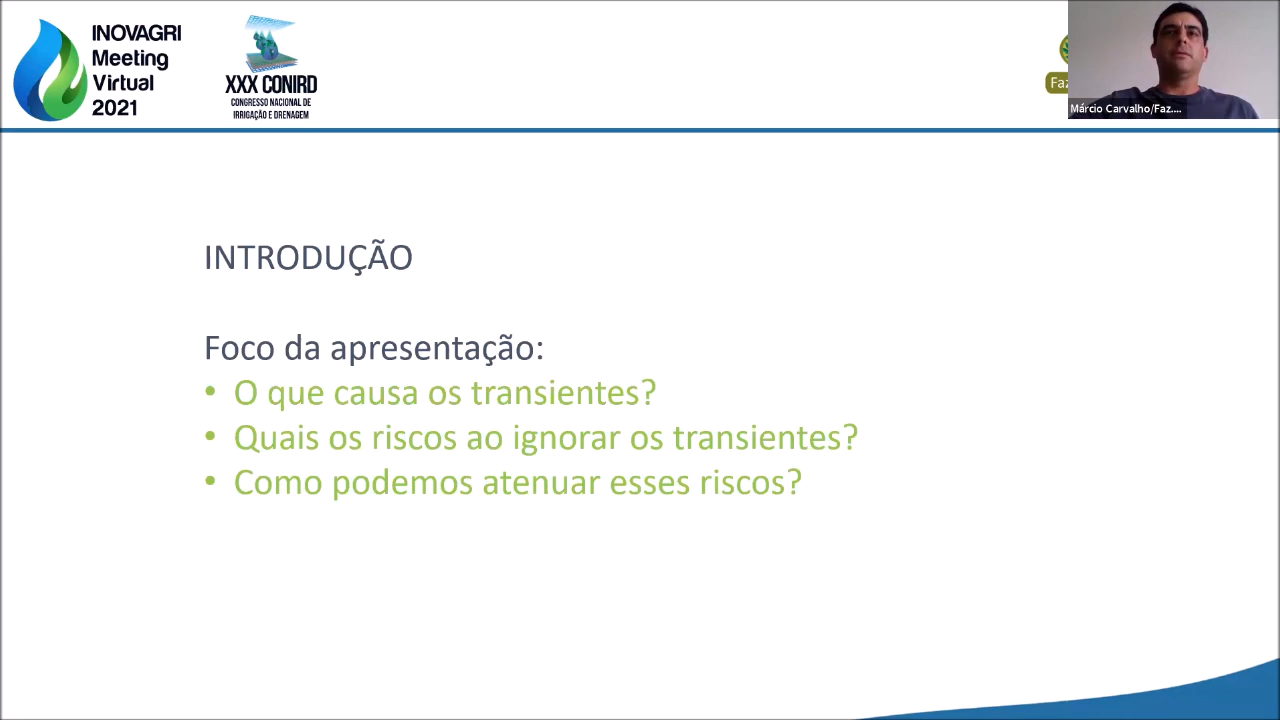 INOVAGRI
Meeting
Virtual
2021
XXX CONIRD
CONGRESSO NACIONAL DE
IRRIGAÇÃO E DRENAGEM
Faz
Márcio Carvalho/Faz....
INTRODUÇÃO
Foco da apresentação:
• O que causa os transientes?
• Quais os riscos ao ignorar os transientes?
• Como podemos atenuar esses riscos?